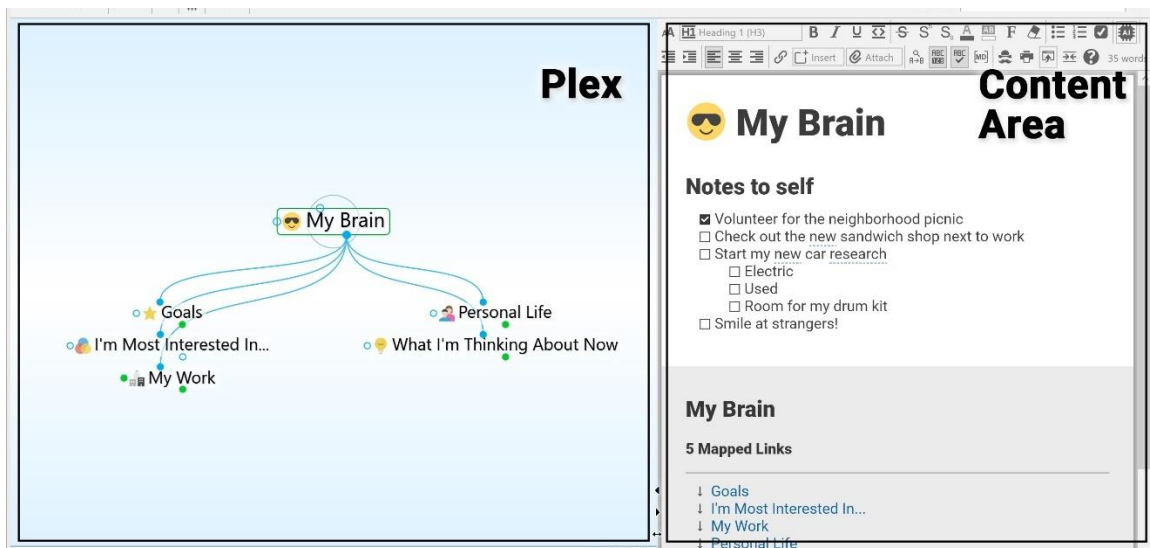 Plex
😎 My Brain
Goals
Personal Life
I'm Most Interested In...
What I'm Thinking About Now
My Work
Heading 1 (H3)
Insert
Attach
35 words
Content
Area
😎 My Brain
Notes to self
☑ Volunteer for the neighborhood picnic
☐ Check out the new sandwich shop next to work
☐ Start my new car research
☐ Electric
☐ Used
☐ Room for my drum kit
☐ Smile at strangers!
My Brain
5 Mapped Links
↓ Goals
↓ I'm Most Interested In...
↓ My Work
↓ Personal Life